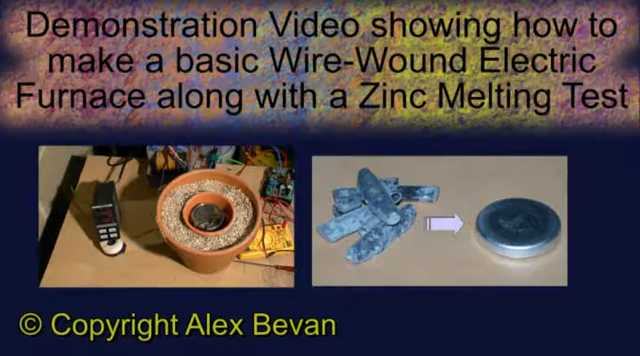 Demonstration Video showing how to
make a basic Wire-Wound Electric
Furnace along with a Zinc Melting Test
© Copyright Alex Bevan